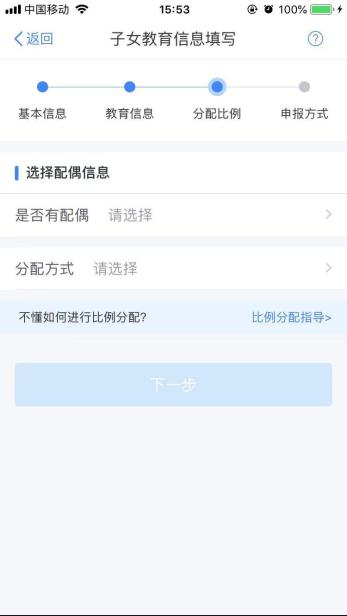 中国移动 15:53 100%
返回 子女教育信息填写 ?
基本信息 教育信息 分配比例 申报方式
选择配偶信息
是否有配偶 请选择
分配方式 请选择
不懂如何进行比例分配? 比例分配指导>
下一步